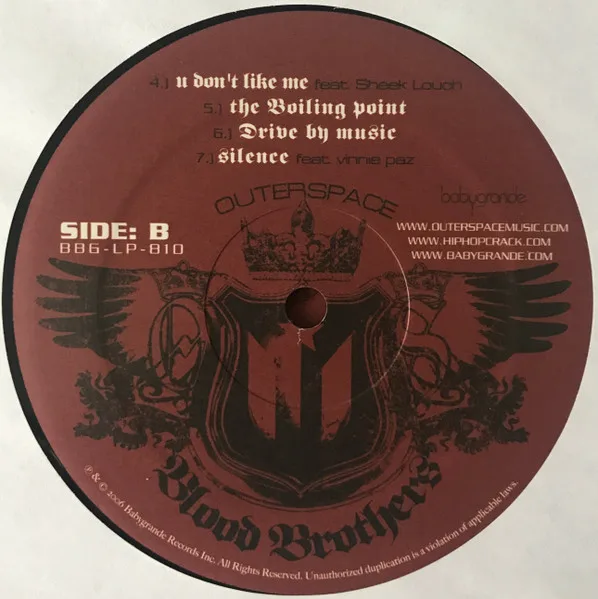 4.) u don't like me feat. Sheek Louch
5.) the Boiling point
6.) Drive by music
7.) silence feat. vinnie paz
OUTERSPACE
babygrande
SIDE: B
BBG-LP-810
WWW.OUTERSPACEMUSIC.COM
WWW.HIPHOPCRACK.COM
WWW.BABYGRANDE.COM
Blood Brothers
℗ & © 2006 Babygrande Records Inc. All Rights Reserved. Unauthorized duplication is a violation of applicable laws.